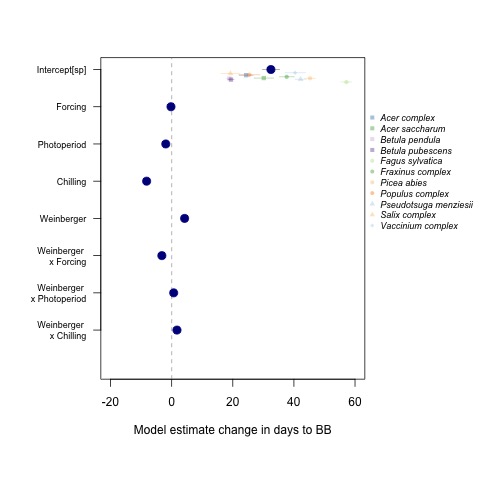 Intercept[sp]
Forcing
Photoperiod
Chilling
Weinberger
Weinberger
x Forcing
Weinberger
x Photoperiod
Weinberger
x Chilling
Acer complex
Acer saccharum
Betula pendula
Betula pubescens
Fagus sylvatica
Fraxinus complex
Picea abies
Populus complex
Pseudotsuga menziesii
Salix complex
Vaccinium complex
-20 0 20 40 60
Model estimate change in days to BB